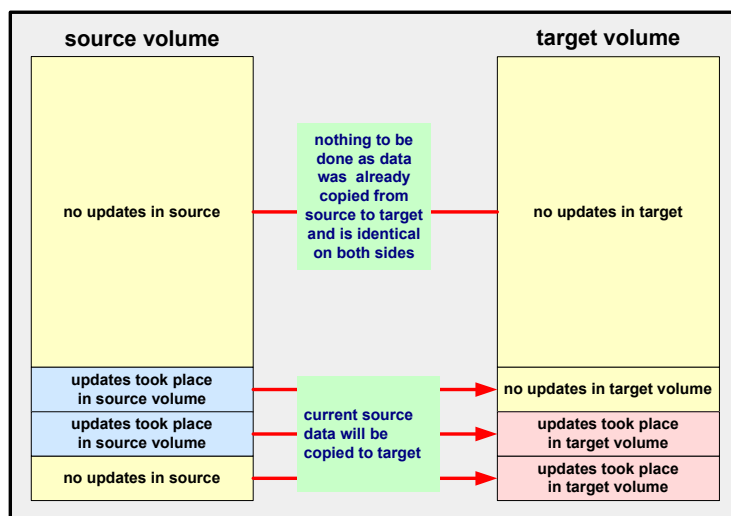 source volume
target volume
no updates in source
nothing to be
done as data
was already
copied from
source to target
and is identical
on both sides
no updates in target
updates took place
in source volume
no updates in target volume
updates took place
in source volume
current source
data will be
copied to target
updates took place
in target volume
no updates in source
updates took place
in target volume